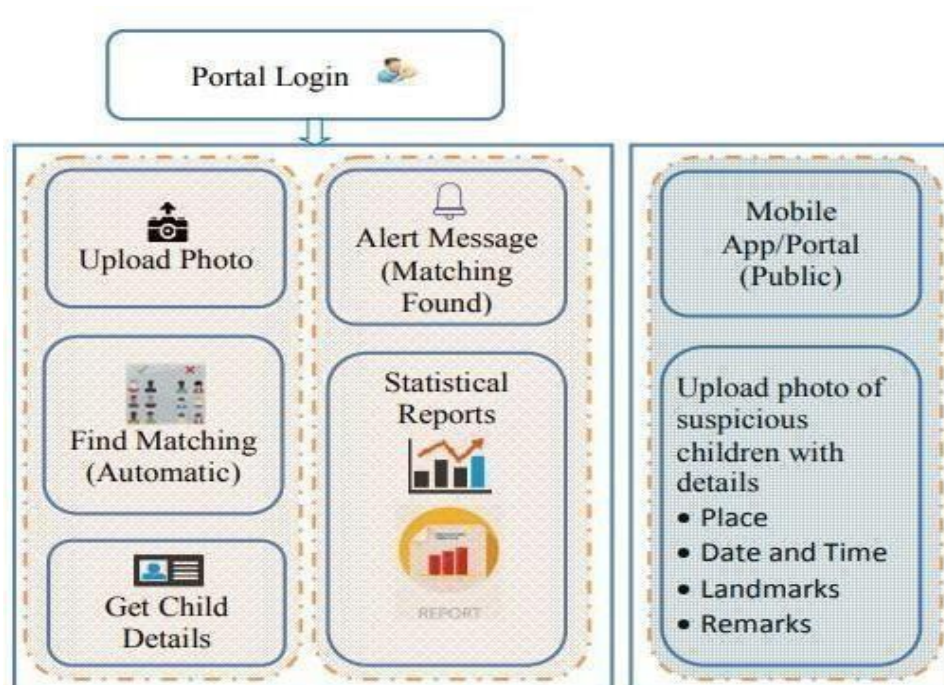 Portal Login
Upload Photo
Find Matching
(Automatic)
Get Child
Details
Alert Message
(Matching
Found)
Statistical
Reports
REPORT
Mobile
App/Portal
(Public)
Upload photo of
suspicious
children with
details
• Place
• Date and Time
• Landmarks
• Remarks